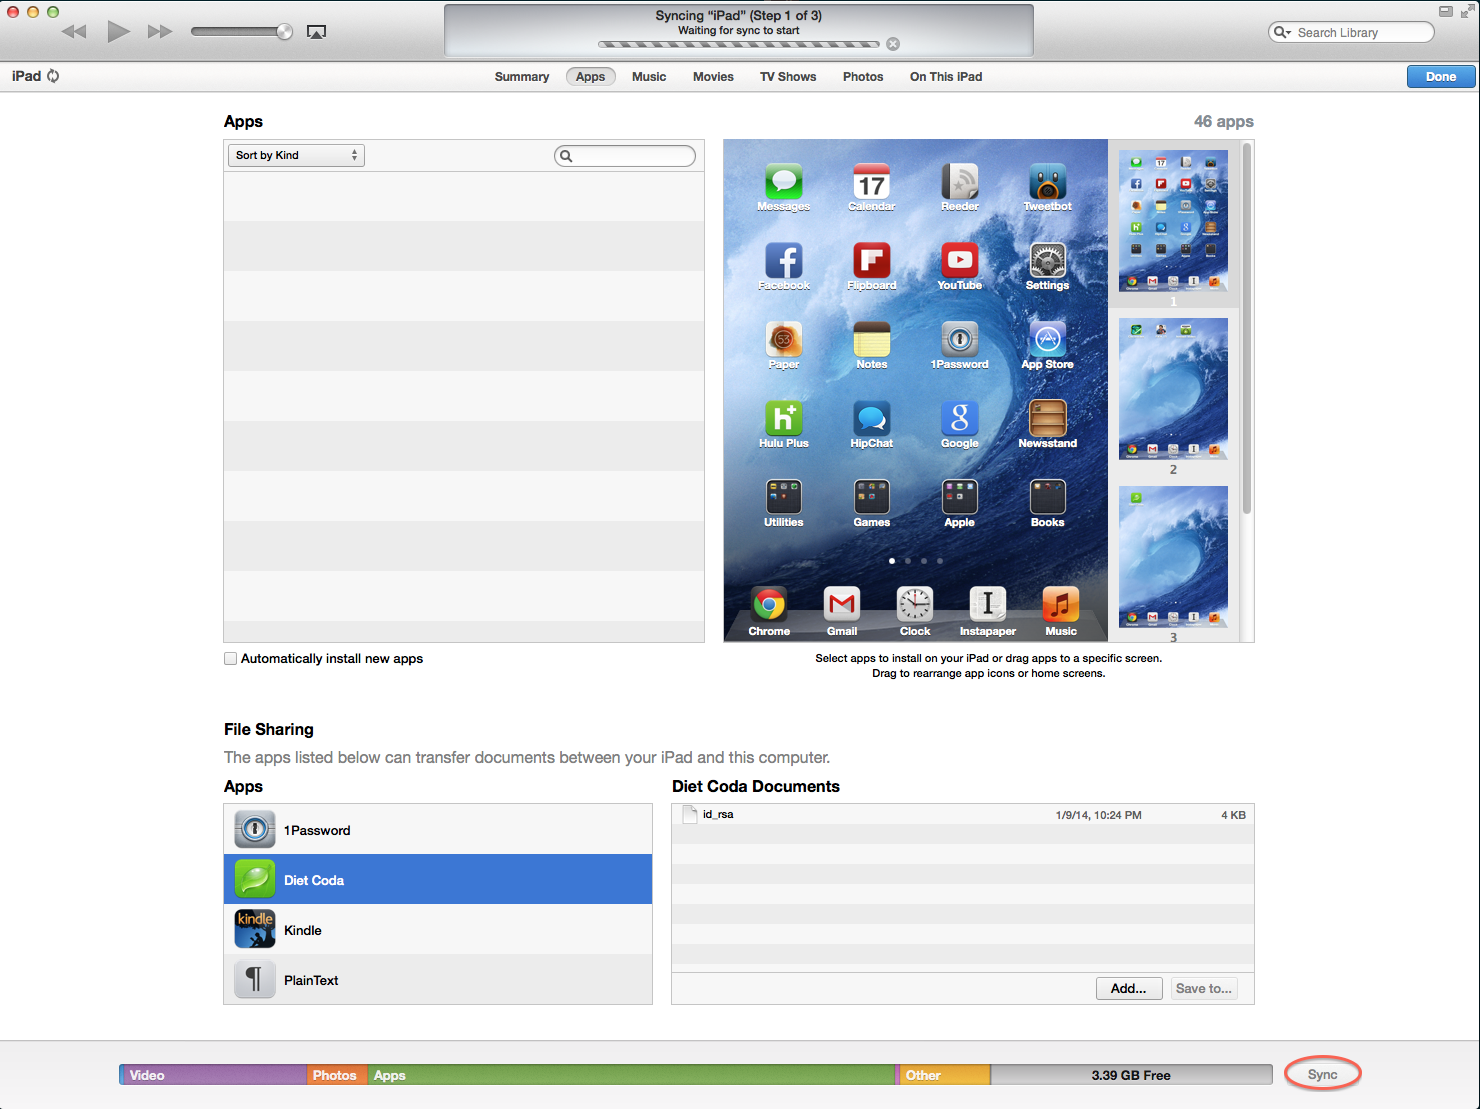 Syncing “iPad” (Step 1 of 3)
Waiting for sync to start
Search Library
iPad
Summary Apps Music Movies TV Shows Photos On This iPad Done
Apps
46 apps
Sort by Kind
17
Messages Calendar Reeder Tweetbot
Facebook Flipboard YouTube Settings
53
Paper Notes 1Password App Store
Hulu Plus HipChat Google Newsstand
Utilities Games Apple Books
Chrome Gmail Clock Instapaper Music
1
2
3
Automatically install new apps
Select apps to install on your iPad or drag apps to a specific screen.
Drag to rearrange app icons or home screens.
File Sharing
The apps listed below can transfer documents between your iPad and this computer.
Apps
Diet Coda Documents
1Password
Diet Coda
kindle
Kindle
PlainText
id_rsa 1/9/14, 10:24 PM 4 KB
Add... Save to...
Video Photos Apps Other 3.39 GB Free Sync